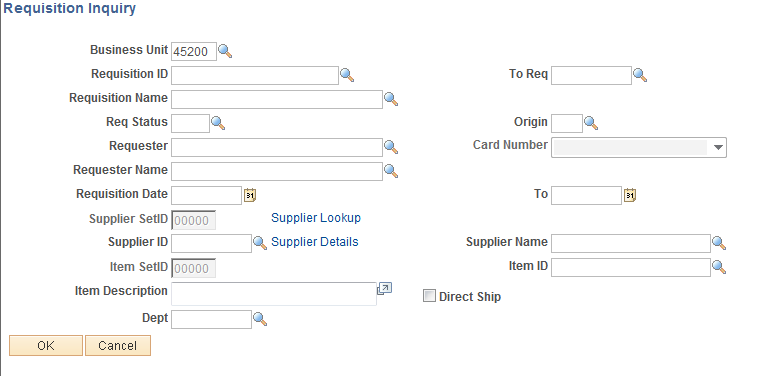 Requisition Inquiry
Business Unit 45200
Requisition ID To Req
Requisition Name
Req Status Origin
Requester Card Number
Requester Name
Requisition Date 31 To 31
Supplier SetID 00000 Supplier Lookup
Supplier ID Supplier Details Supplier Name
Item SetID 00000 Item ID
Item Description Direct Ship
Dept
OK Cancel